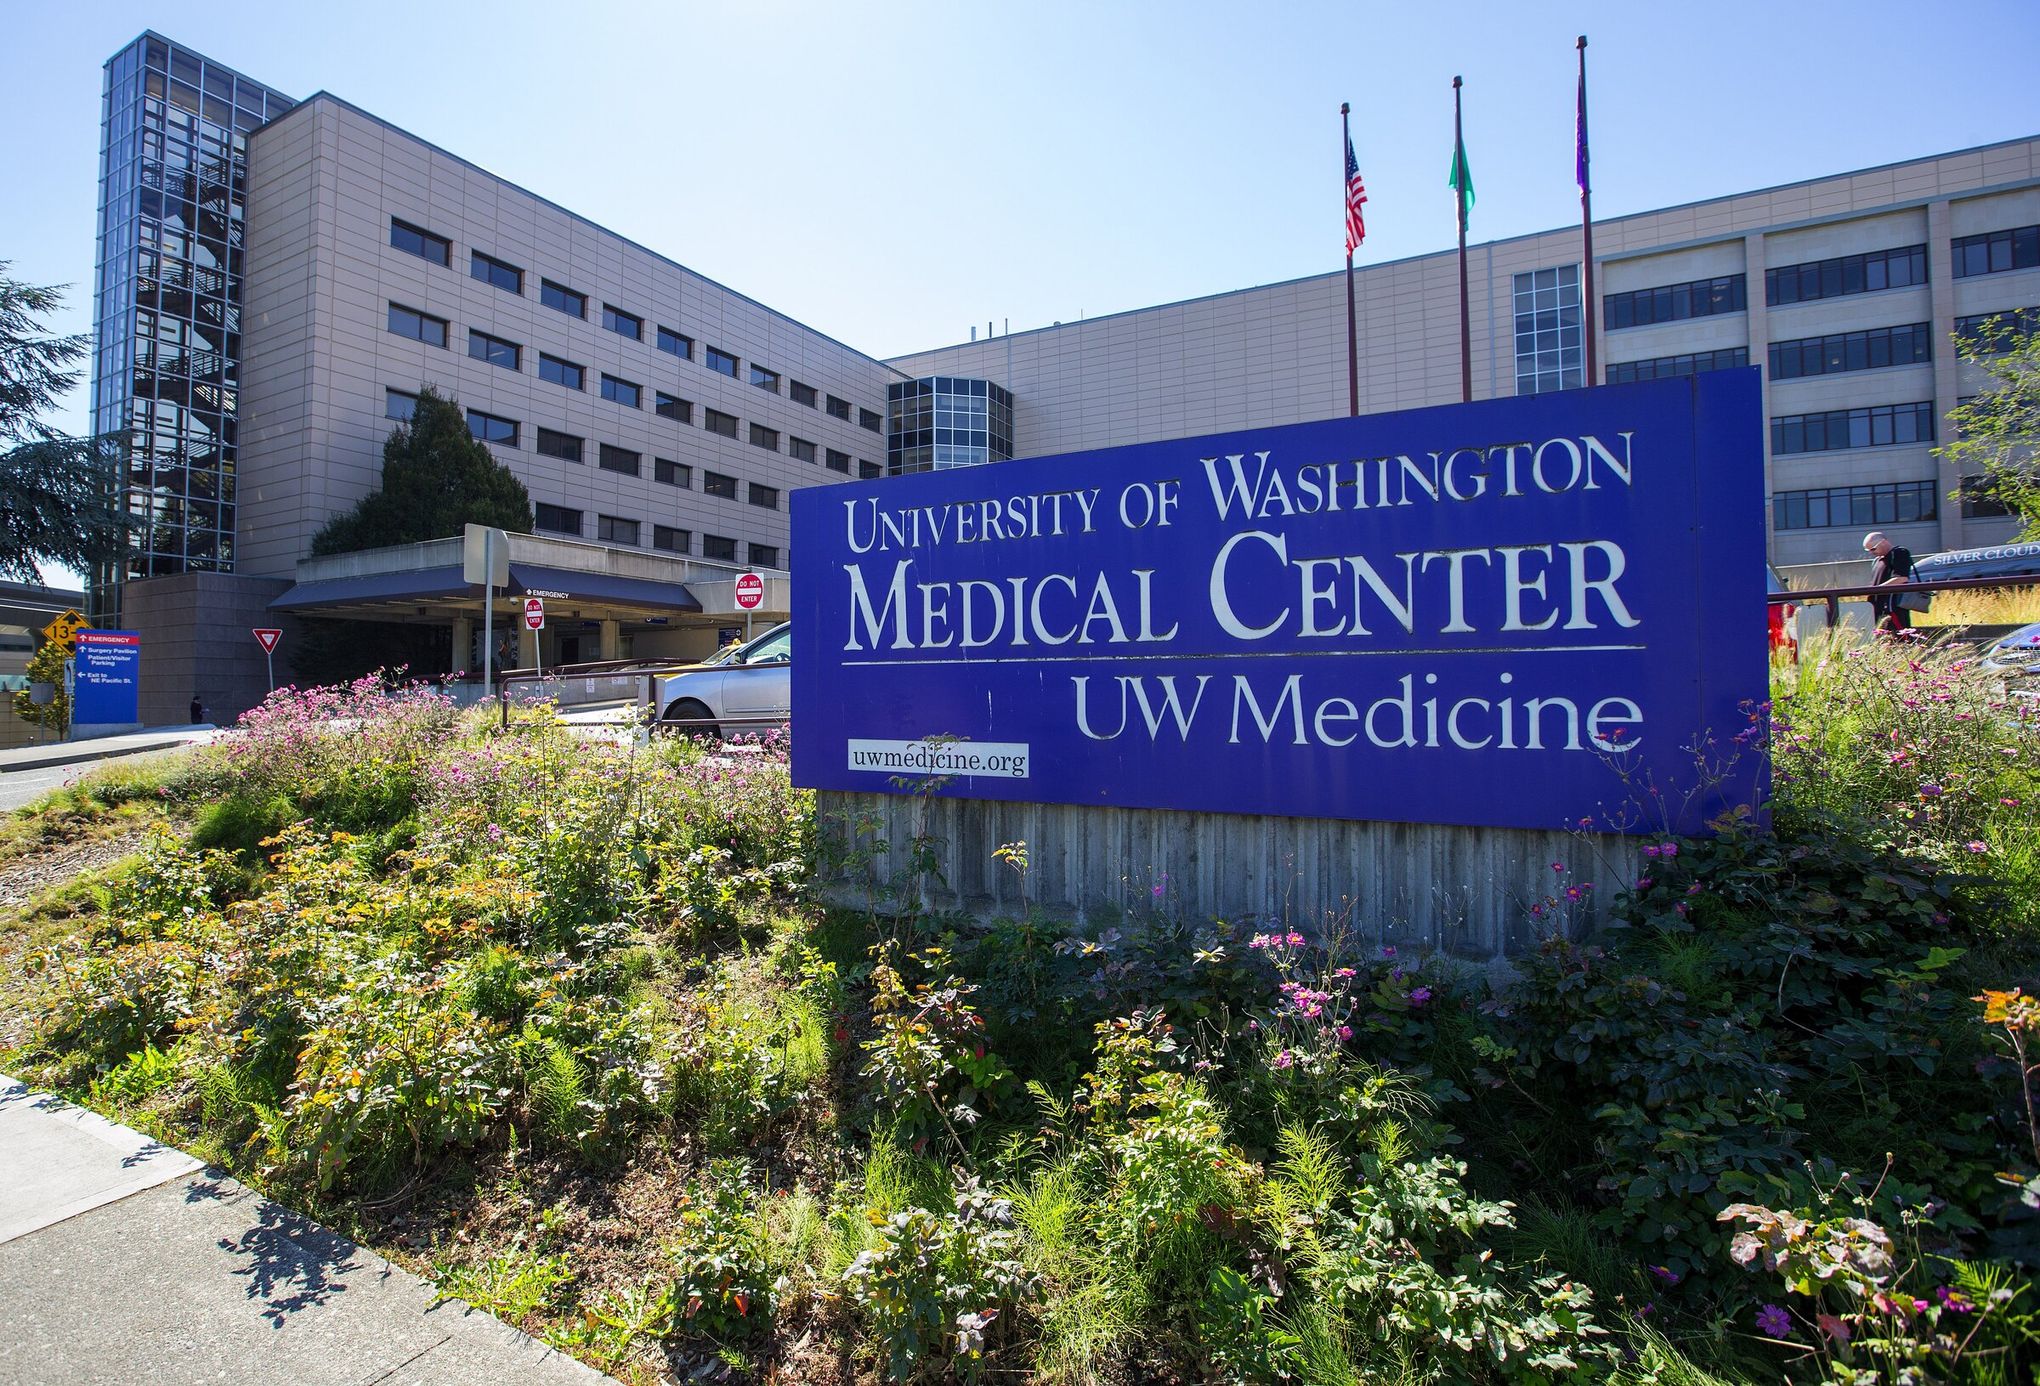 University of Washington
Medical Center
UW Medicine
uwmedicine.org
EMERGENCY
DO NOT
ENTER
DO NOT
ENTER
13
EMERGENCY
Surgery Pavilion
Patient/Visitor
Parking
Exit to
NE Pacific St.
SILVER CLOUD